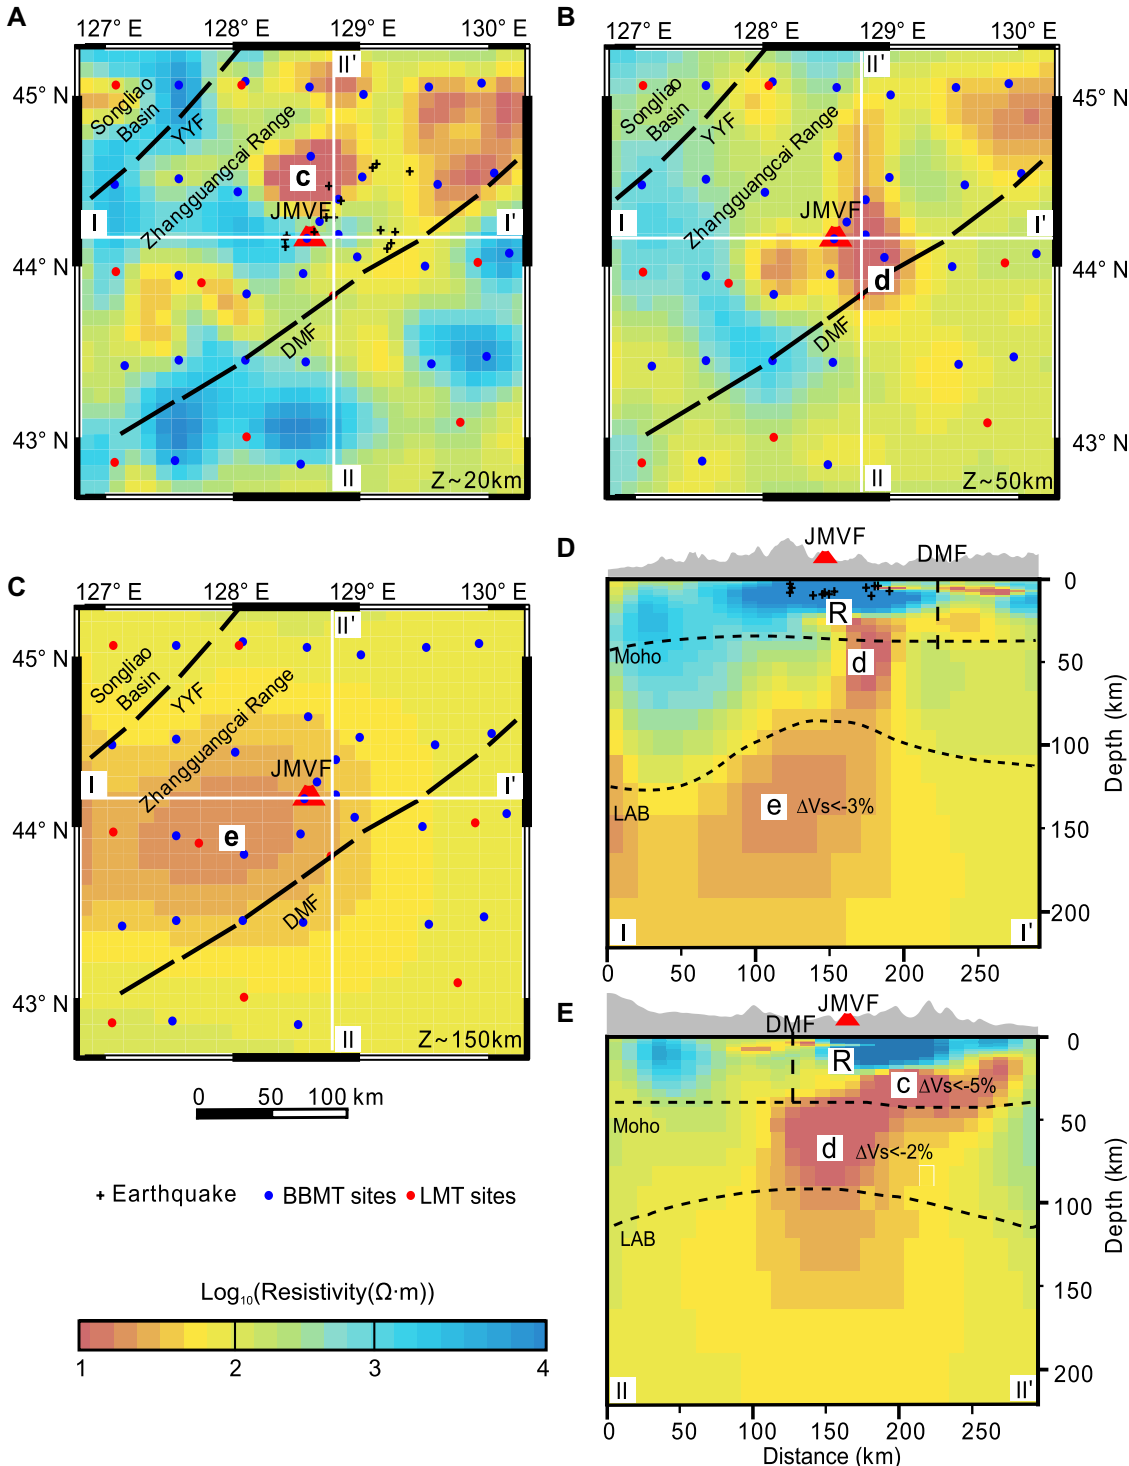 A
127° E 128° E 129° E 130° E
45° N
44° N
43° N
Songliao
Basin
YYF
Zhangguangcai Range
II'
c
JMVF
I
I'
DMF
II
Z~20km
B
127° E 128° E 129° E 130° E
45° N
44° N
43° N
Songliao
Basin
YYF
Zhangguangcai Range
II'
JMVF
I
I'
d
DMF
II
Z~50km
C
127° E 128° E 129° E 130° E
45° N
44° N
43° N
Songliao
Basin
YYF
Zhangguangcai Range
II'
JMVF
I
I'
e
DMF
II
Z~150km
0 50 100 km
Earthquake BBMT sites LMT sites
Log10(Resistivity(Ω·m))
1 2 3 4
D
JMVF
DMF
R
Moho
d
LAB
e ΔVs<-3%
I I'
0
50
100
150
200
Depth (km)
0 50 100 150 200 250
E
JMVF
DMF
R
c ΔVs<-5%
Moho
d ΔVs<-2%
LAB
II II'
0
50
100
150
200
Depth (km)
0 50 100 150 200 250
Distance (km)